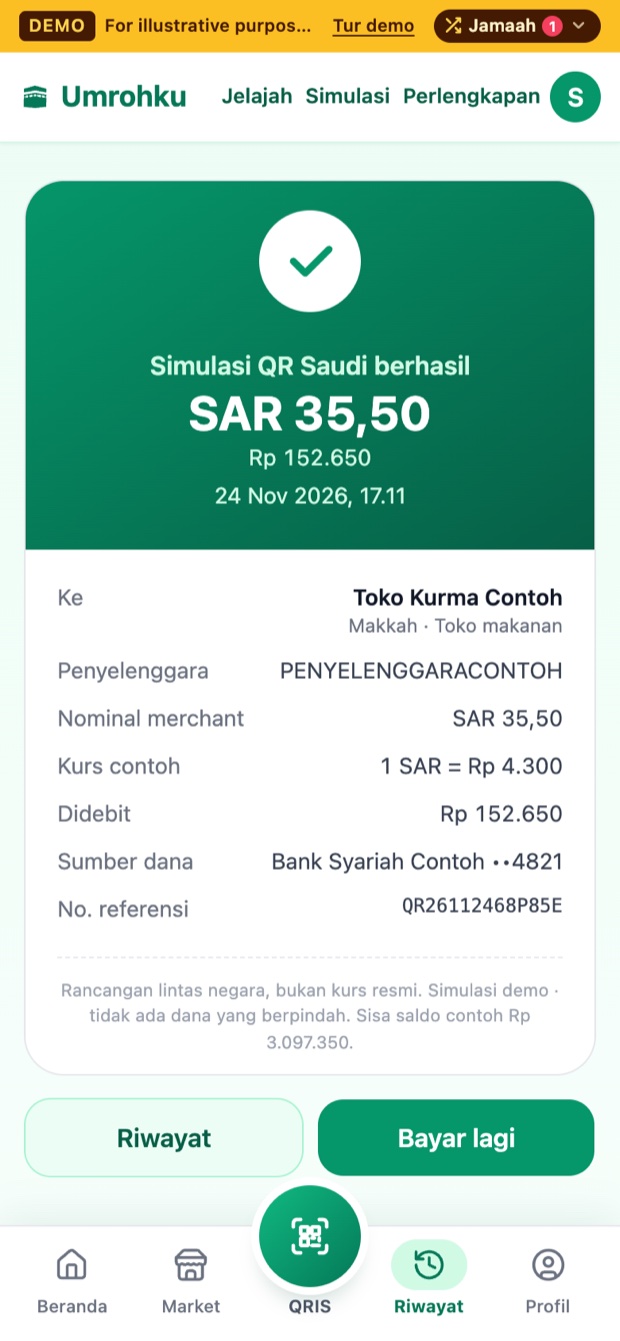 DEMO For illustrative purpos... Tur demo Jamaah 1
Umrohku Jelajah Simulasi Perlengkapan S
Simulasi QR Saudi berhasil
SAR 35,50
Rp 152.650
24 Nov 2026, 17.11
Ke Toko Kurma Contoh
Makkah · Toko makanan
Penyelenggara PENYELENGGARACONTOH
Nominal merchant SAR 35,50
Kurs contoh 1 SAR = Rp 4.300
Didebit Rp 152.650
Sumber dana Bank Syariah Contoh ••4821
No. referensi QR26112468P85E
Rancangan lintas negara, bukan kurs resmi. Simulasi demo ·
tidak ada dana yang berpindah. Sisa saldo contoh Rp
3.097.350.
Riwayat Bayar lagi
Beranda Market QRIS Riwayat Profil